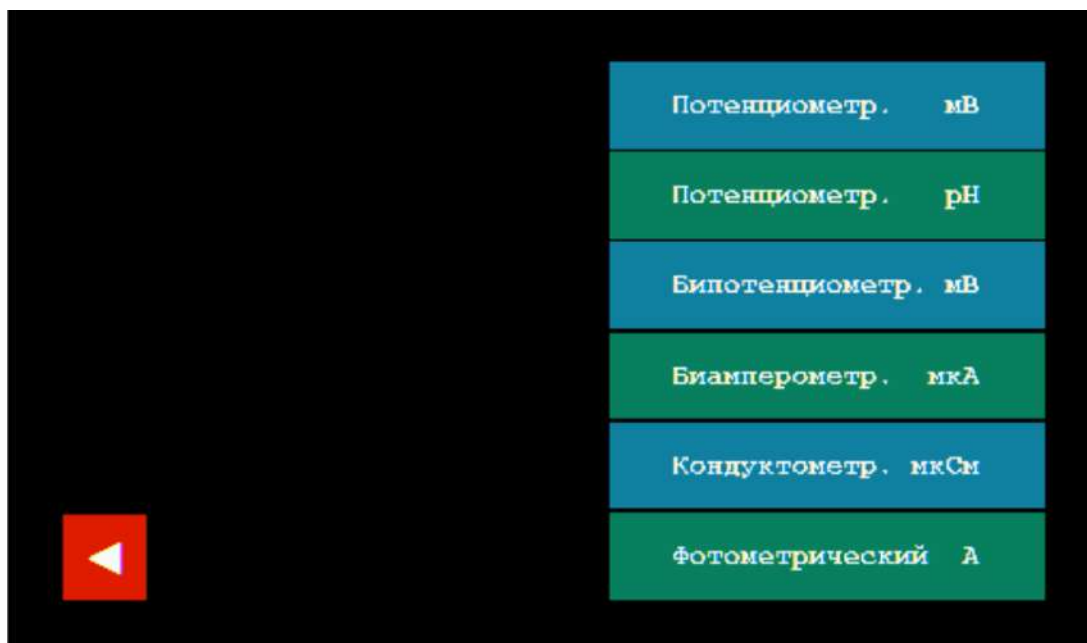 Потенциометр. мВ
Потенциометр. pH
Бипотенциометр. мВ
Биамперометр. мкА
Кондуктометр. мкСм
Фотометрический А